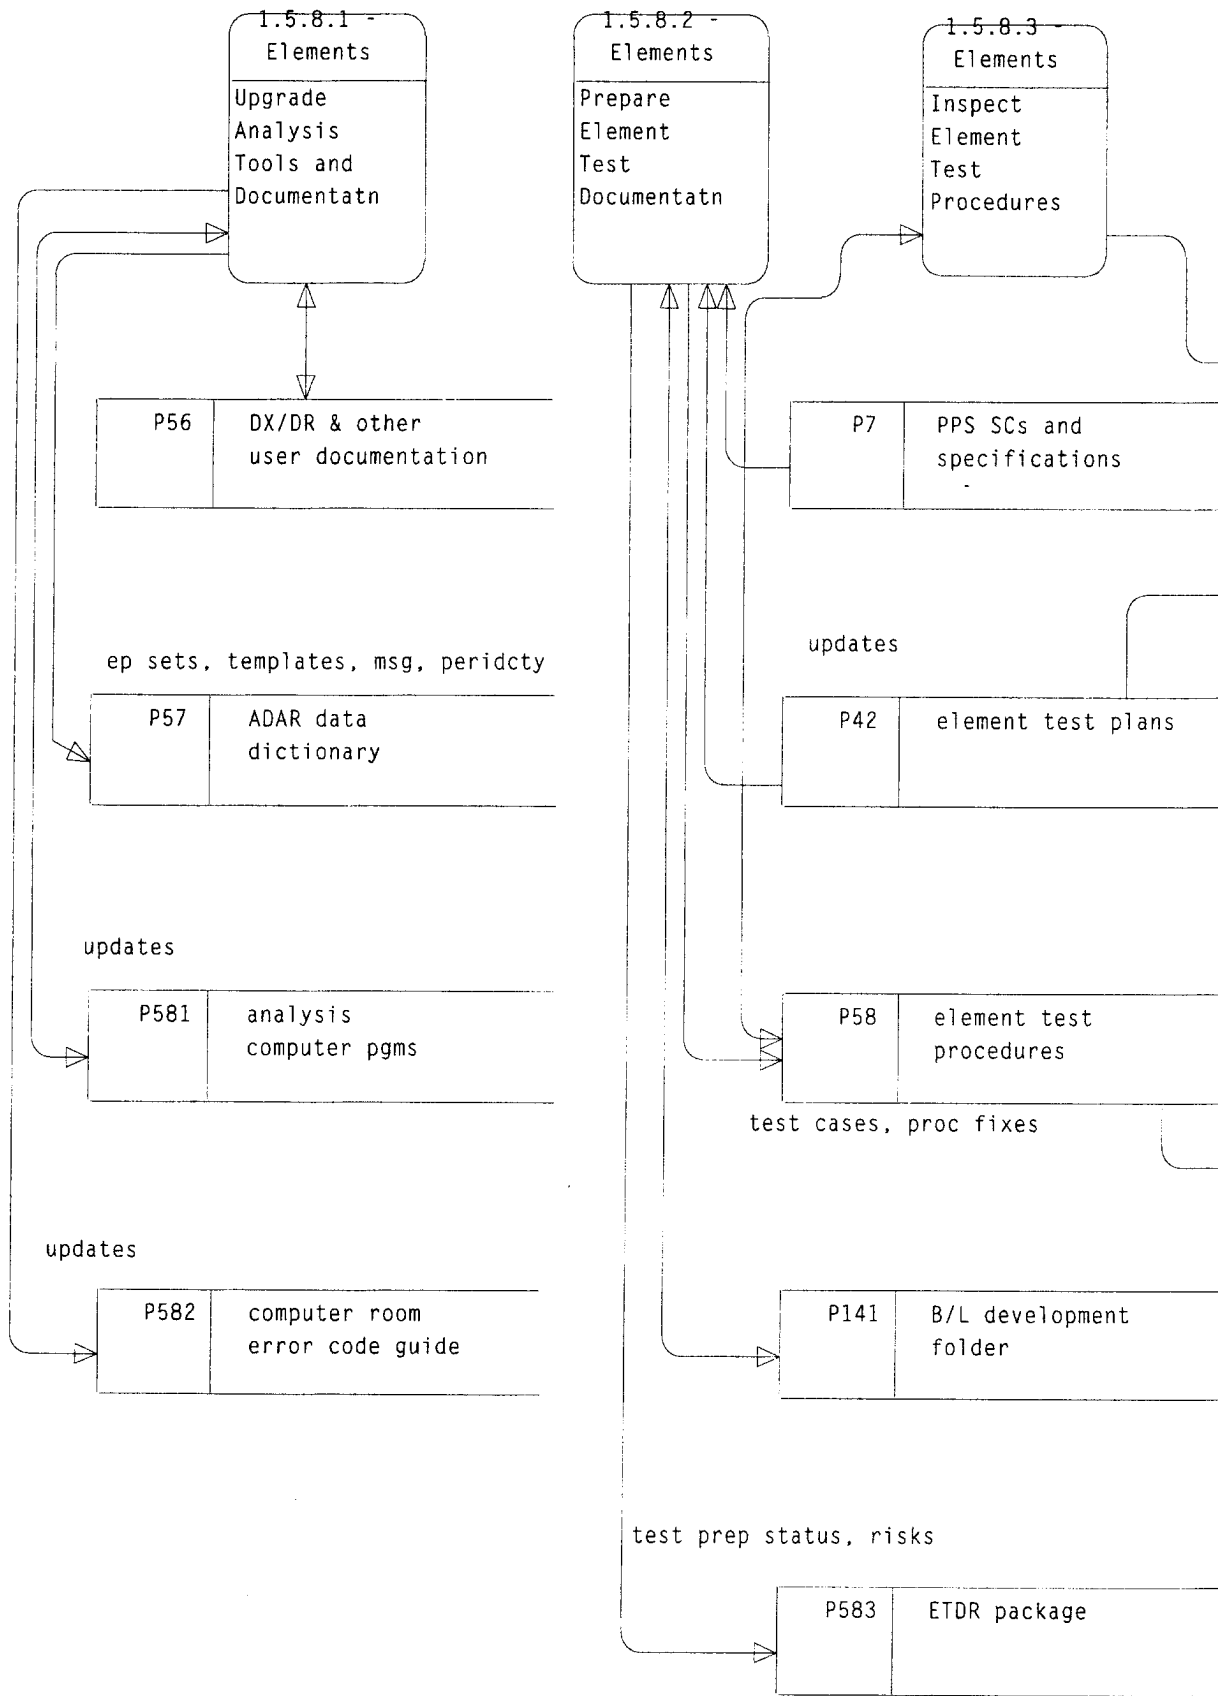 1.5.8.1 -
Elements
Upgrade
Analysis
Tools and
Documentatn
1.5.8.2 -
Elements
Prepare
Element
Test
Documentatn
1.5.8.3 -
Elements
Inspect
Element
Test
Procedures
P56
DX/DR & other
user documentation
P7
PPS SCs and
specifications
ep sets, templates, msg, peridcty
P57
ADAR data
dictionary
updates
P42
element test plans
updates
P581
analysis
computer pgms
P58
element test
procedures
test cases, proc fixes
updates
P582
computer room
error code guide
P141
B/L development
folder
test prep status, risks
P583
ETDR package